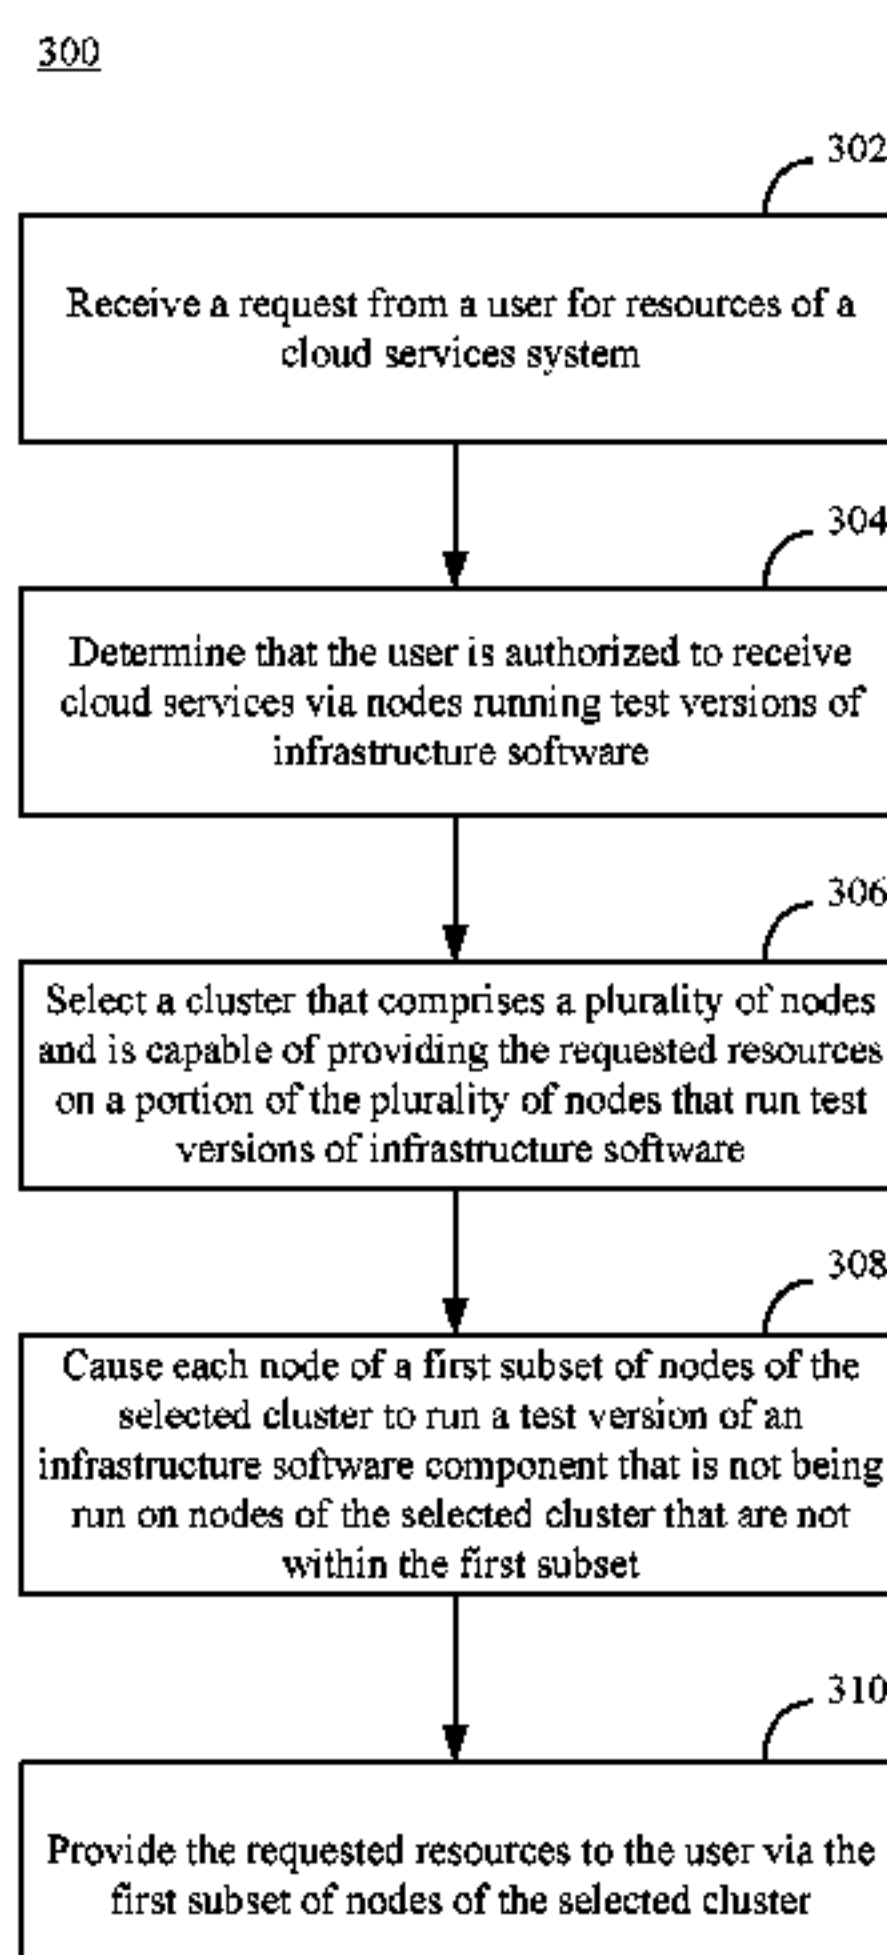 300
302
Receive a request from a user for resources of a
cloud services system
304
Determine that the user is authorized to receive
cloud services via nodes running test versions of
infrastructure software
306
Select a cluster that comprises a plurality of nodes
and is capable of providing the requested resources
on a portion of the plurality of nodes that run test
versions of infrastructure software
308
Cause each node of a first subset of nodes of the
selected cluster to run a test version of an
infrastructure software component that is not being
run on nodes of the selected cluster that are not
within the first subset
310
Provide the requested resources to the user via the
first subset of nodes of the selected cluster